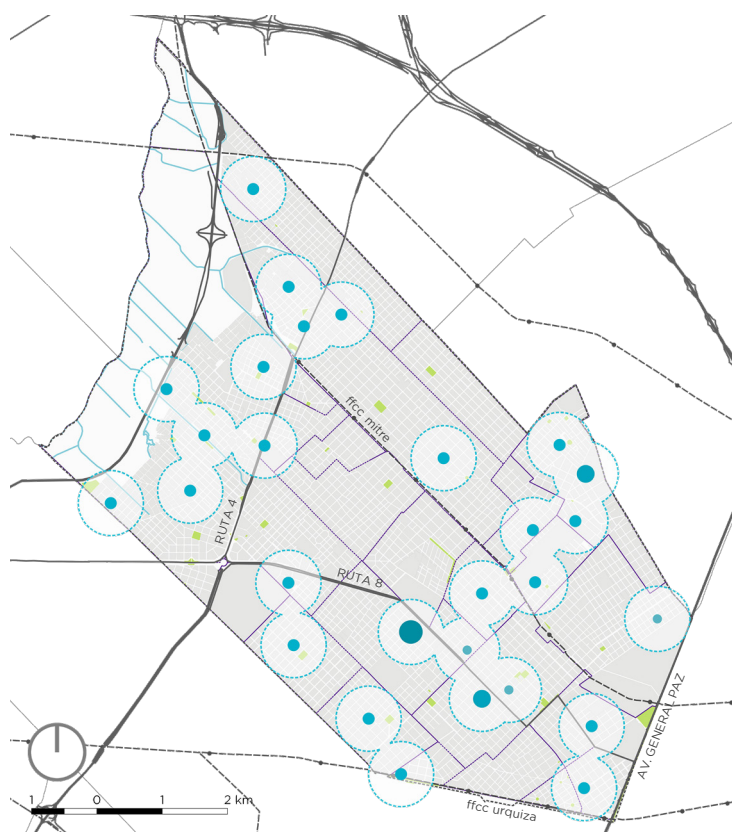 ffcc mitre
RUTA 4
RUTA 8
AV. GENERAL PAZ
1 0 1 2 km
ffcc urquiza